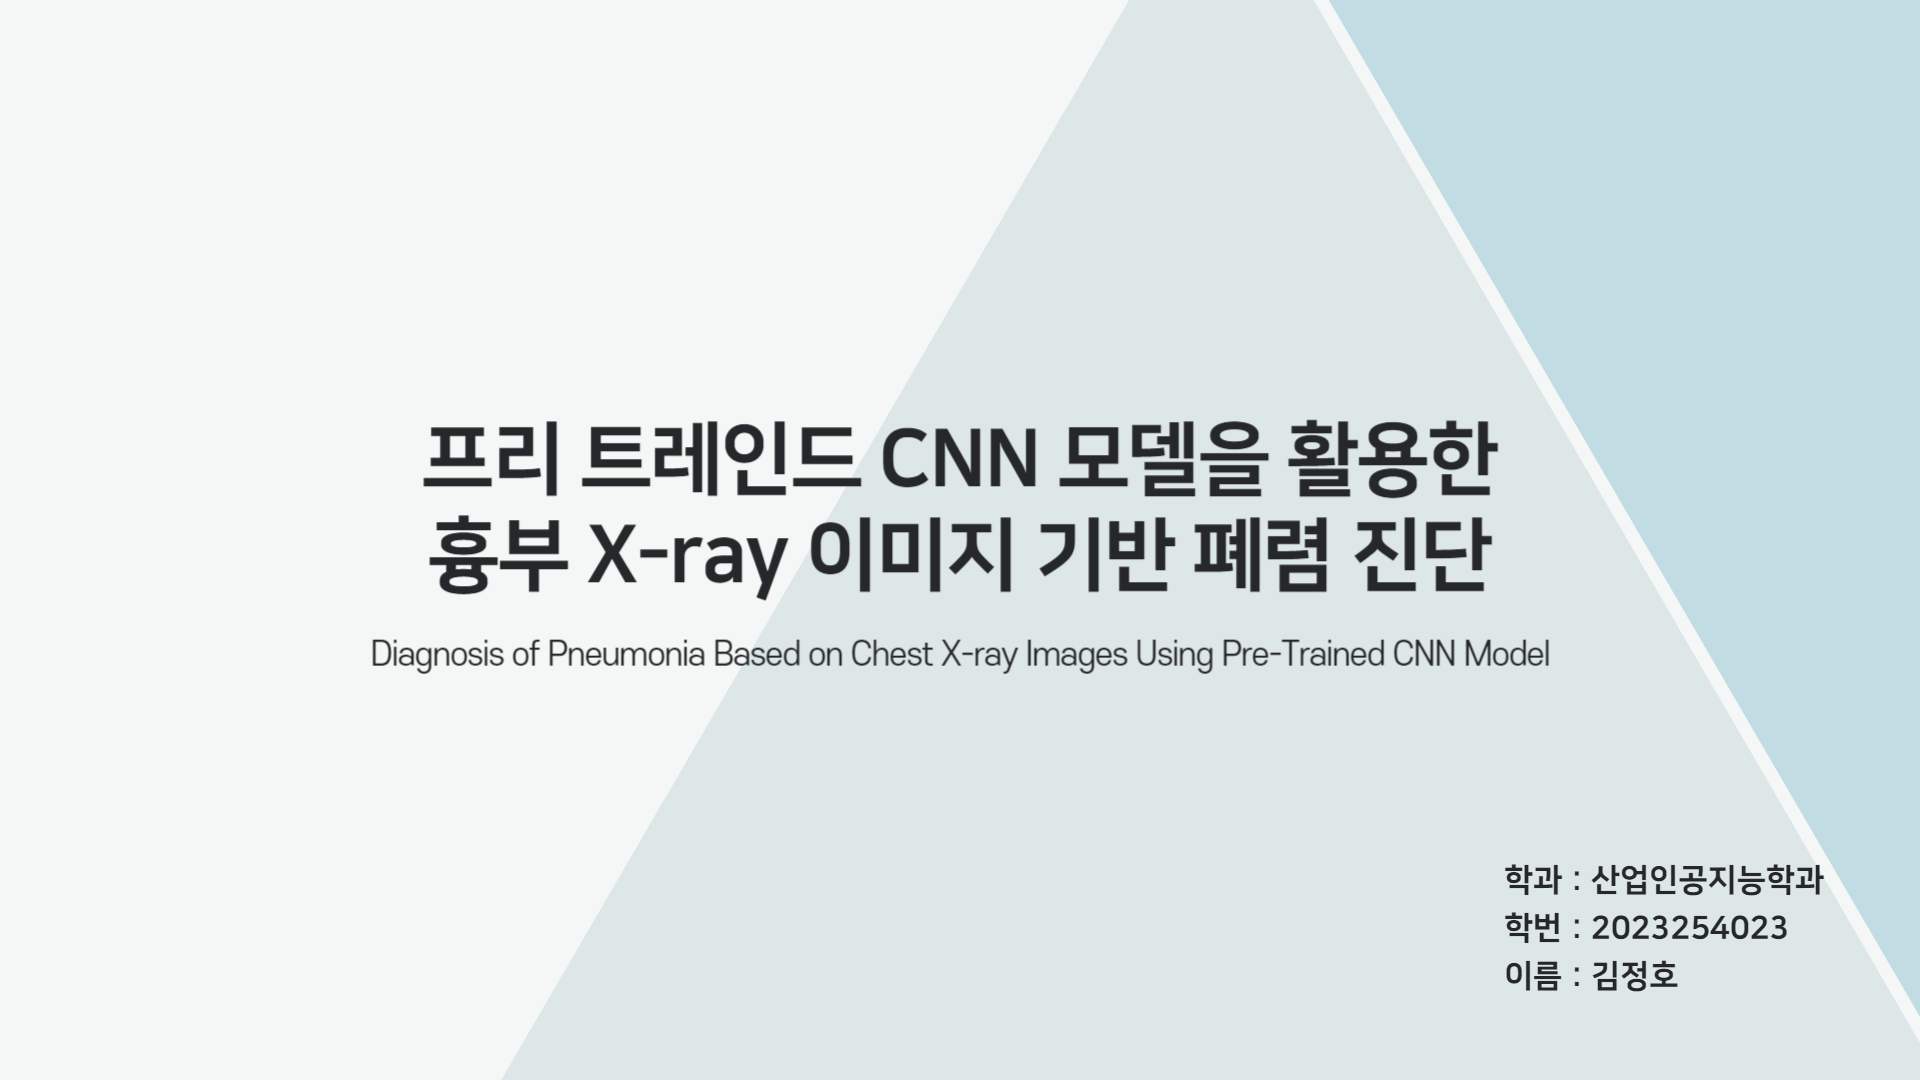 프리 트레인드 CNN 모델을 활용한
흉부 X-ray 이미지 기반 폐렴 진단
Diagnosis of Pneumonia Based on Chest X-ray Images Using Pre-Trained CNN Model
학과 : 산업인공지능학과
학번 : 2023254023
이름 : 김정호